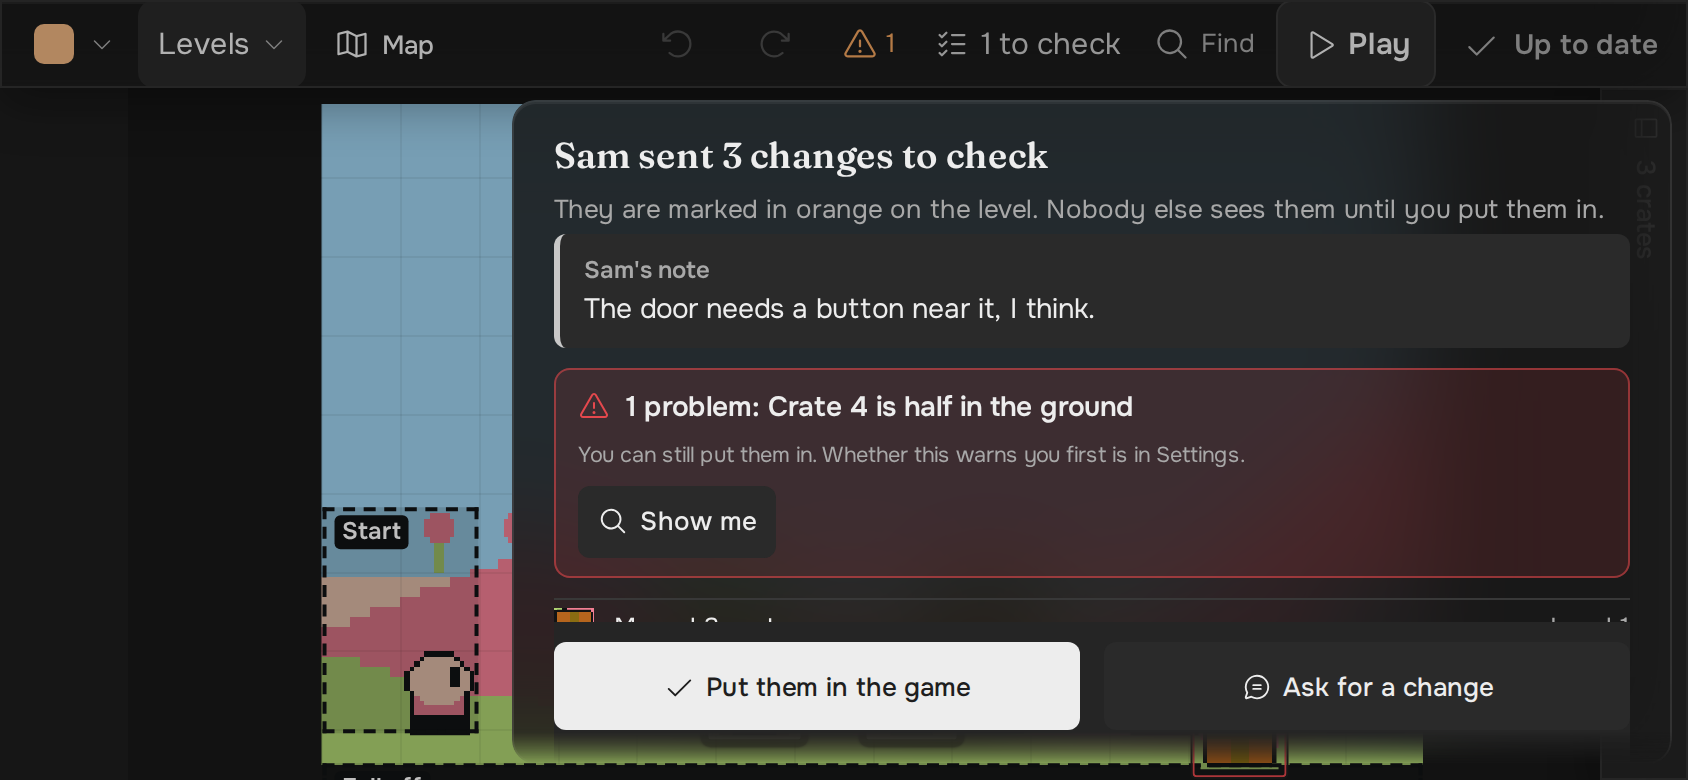 Levels
Map
1
1 to check
Find
Play
Up to date
Sam sent 3 changes to check
They are marked in orange on the level. Nobody else sees them until you put them in.
3 crates
Sam's note
The door needs a button near it, I think.
1 problem: Crate 4 is half in the ground
You can still put them in. Whether this warns you first is in Settings.
Show me
Start
Put them in the game
Ask for a change